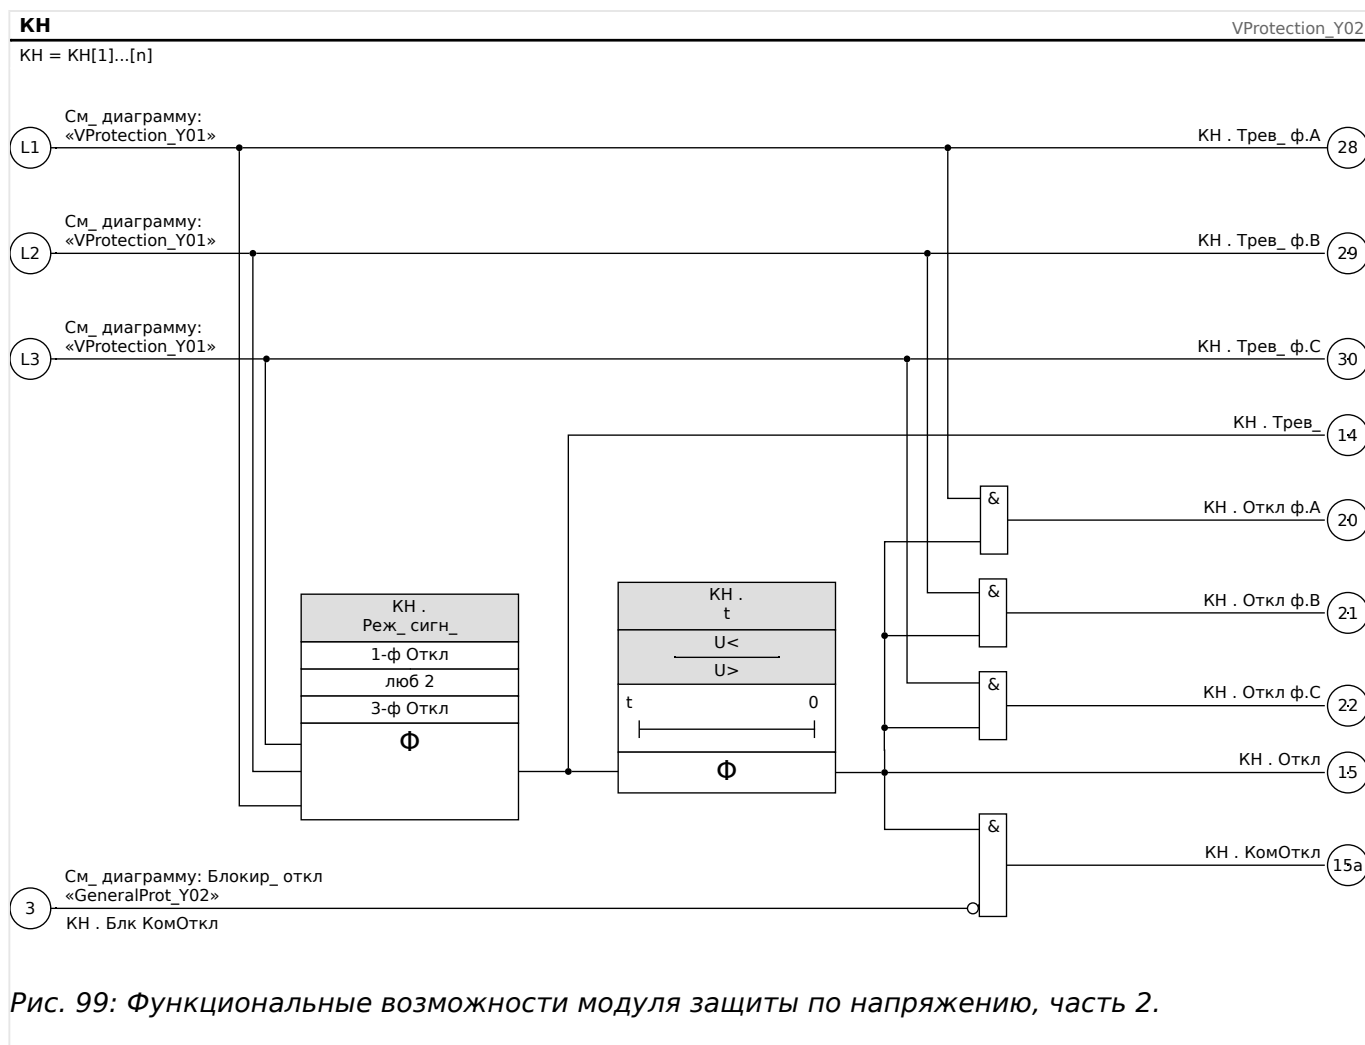 КН
VProtection_Y02
КН = КН[1]...[n]
См_ диаграмму:
«VProtection_Y01»
L1
КН . Трев_ ф.A
28
См_ диаграмму:
«VProtection_Y01»
L2
КН . Трев_ ф.B
29
См_ диаграмму:
«VProtection_Y01»
L3
КН . Трев_ ф.C
30
КН . Трев_
14
&
КН . Откл ф.A
20
&
КН . Откл ф.B
21
КН .
Реж_ сигн_
1-ф Откл
люб 2
3-ф Откл
Φ
КН .
t
U<
U>
t 0
Φ
&
КН . Откл ф.C
22
КН . Откл
15
&
КН . КомОткл
15a
См_ диаграмму: Блокир_ откл
«GeneralProt_Y02»
3
КН . Блк КомОткл
Рис. 99: Функциональные возможности модуля защиты по напряжению, часть 2.